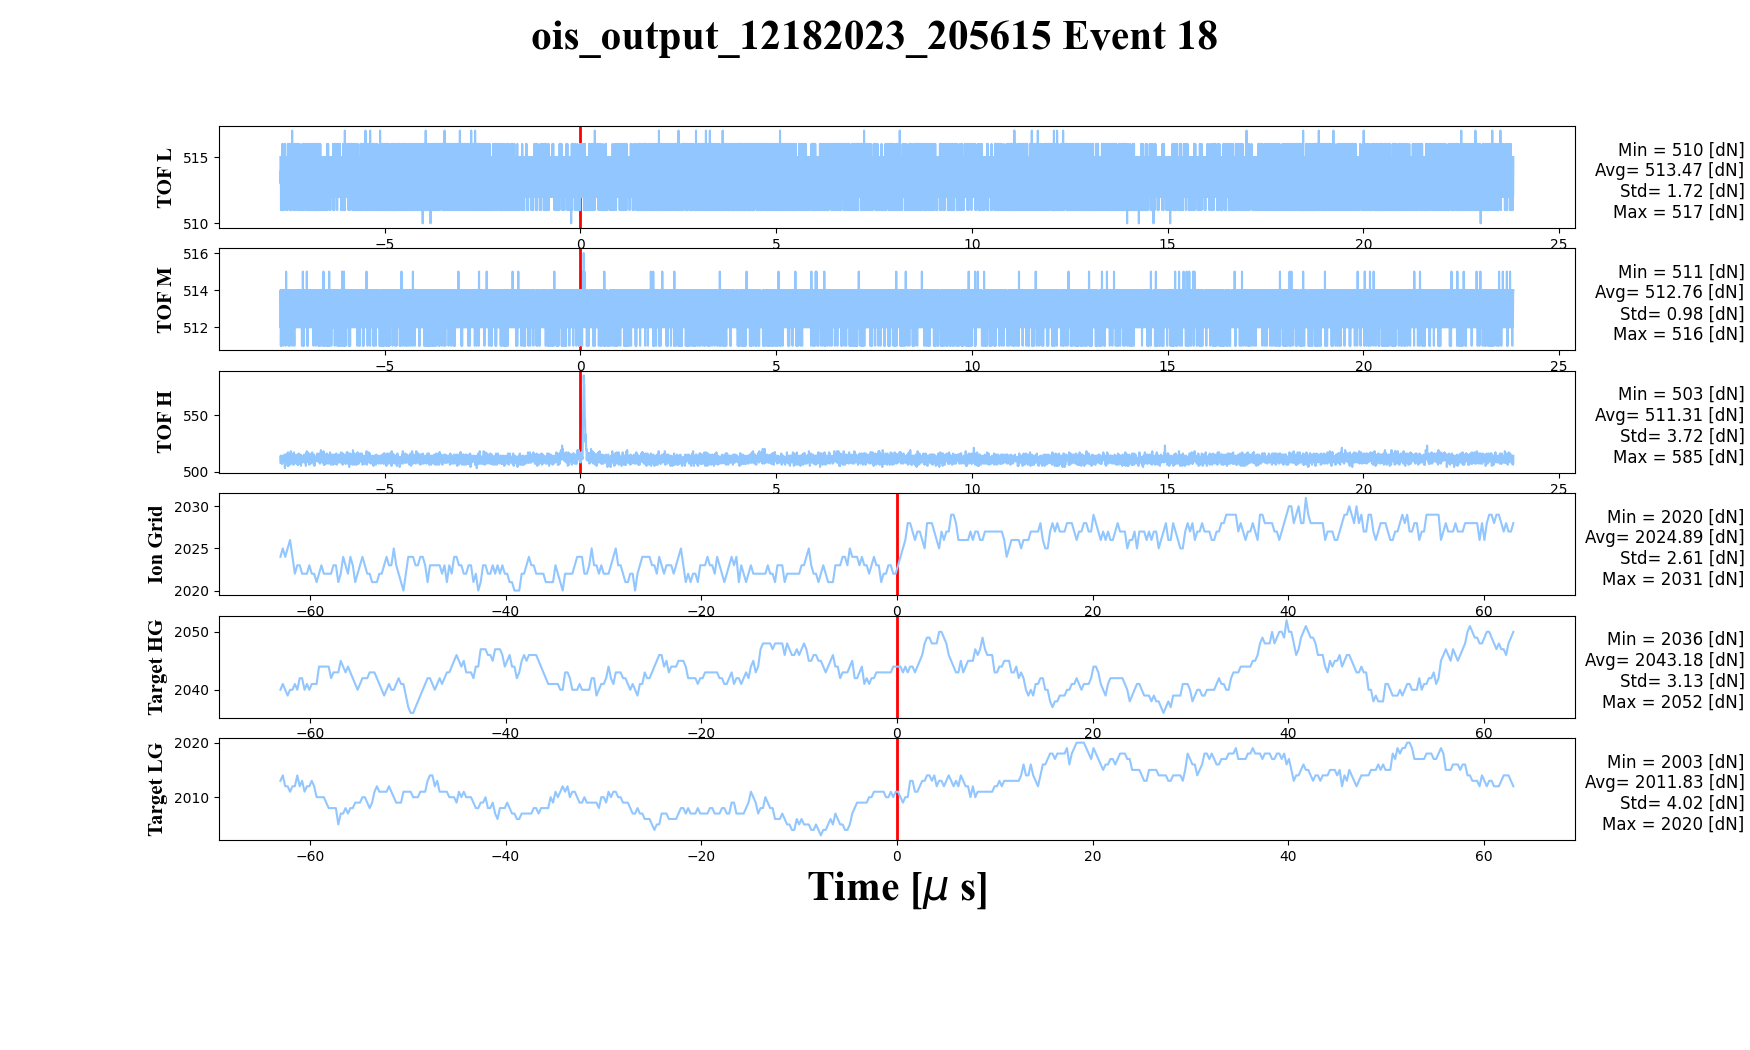 ois_output_12182023_205615 Event 18
TOF L
515
510
−5 0 5 10 15 20 25
Min = 510 [dN]
Avg= 513.47 [dN]
Std= 1.72 [dN]
Max = 517 [dN]
TOF M
516
514
512
−5 0 5 10 15 20 25
Min = 511 [dN]
Avg= 512.76 [dN]
Std= 0.98 [dN]
Max = 516 [dN]
TOF H
550
500
−5 0 5 10 15 20 25
Min = 503 [dN]
Avg= 511.31 [dN]
Std= 3.72 [dN]
Max = 585 [dN]
Ion Grid
2030
2025
2020
−60 −40 −20 0 20 40 60
Min = 2020 [dN]
Avg= 2024.89 [dN]
Std= 2.61 [dN]
Max = 2031 [dN]
Target HG
2050
2040
−60 −40 −20 0 20 40 60
Min = 2036 [dN]
Avg= 2043.18 [dN]
Std= 3.13 [dN]
Max = 2052 [dN]
Target LG
2020
2010
−60 −40 −20 0 20 40 60
Min = 2003 [dN]
Avg= 2011.83 [dN]
Std= 4.02 [dN]
Max = 2020 [dN]
Time [μ s]